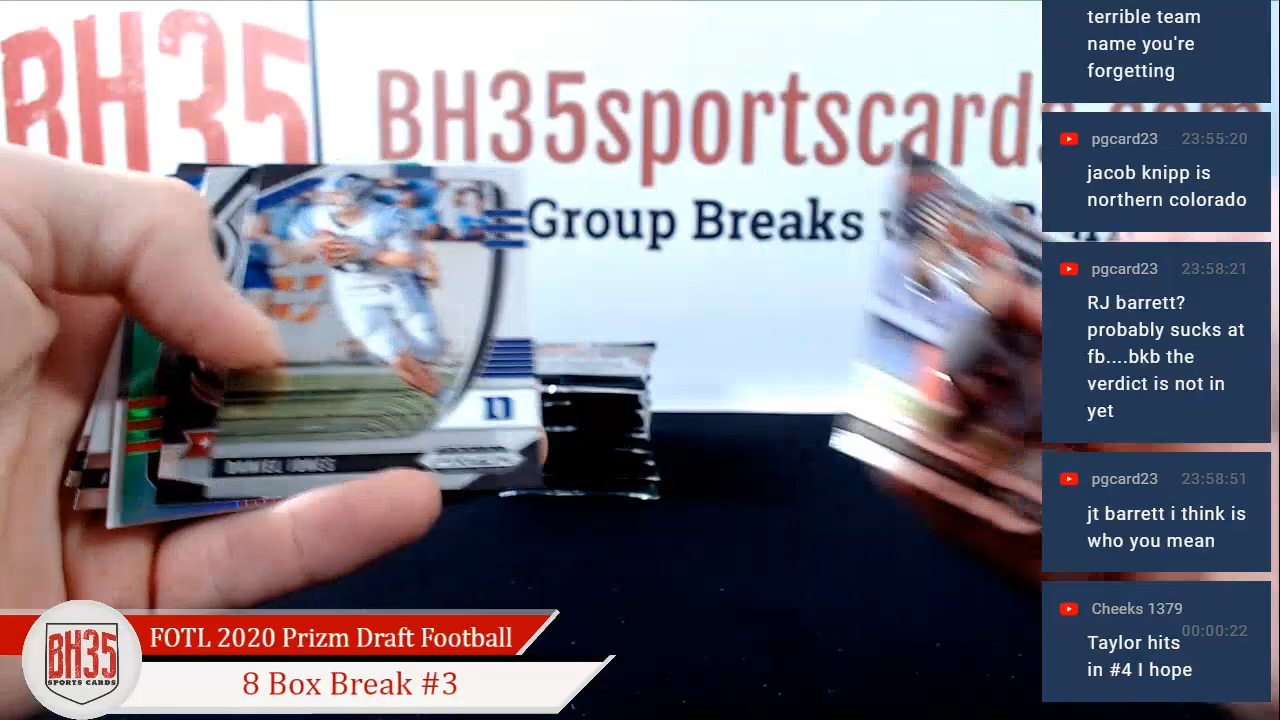 BH35
BH35sportscard
Group Breaks
DANIEL JONES
terrible team
name you're
forgetting
pgcard23 23:55:20
jacob knipp is
northern colorado
pgcard23 23:58:21
RJ barrett?
probably sucks at
fb....bkb the
verdict is not in
yet
pgcard23 23:58:51
jt barrett i think is
who you mean
Cheeks 1379
00:00:22
Taylor hits
in #4 I hope
FOTL 2020 Prizm Draft Football
8 Box Break #3
BH35
SPORTS CARDS